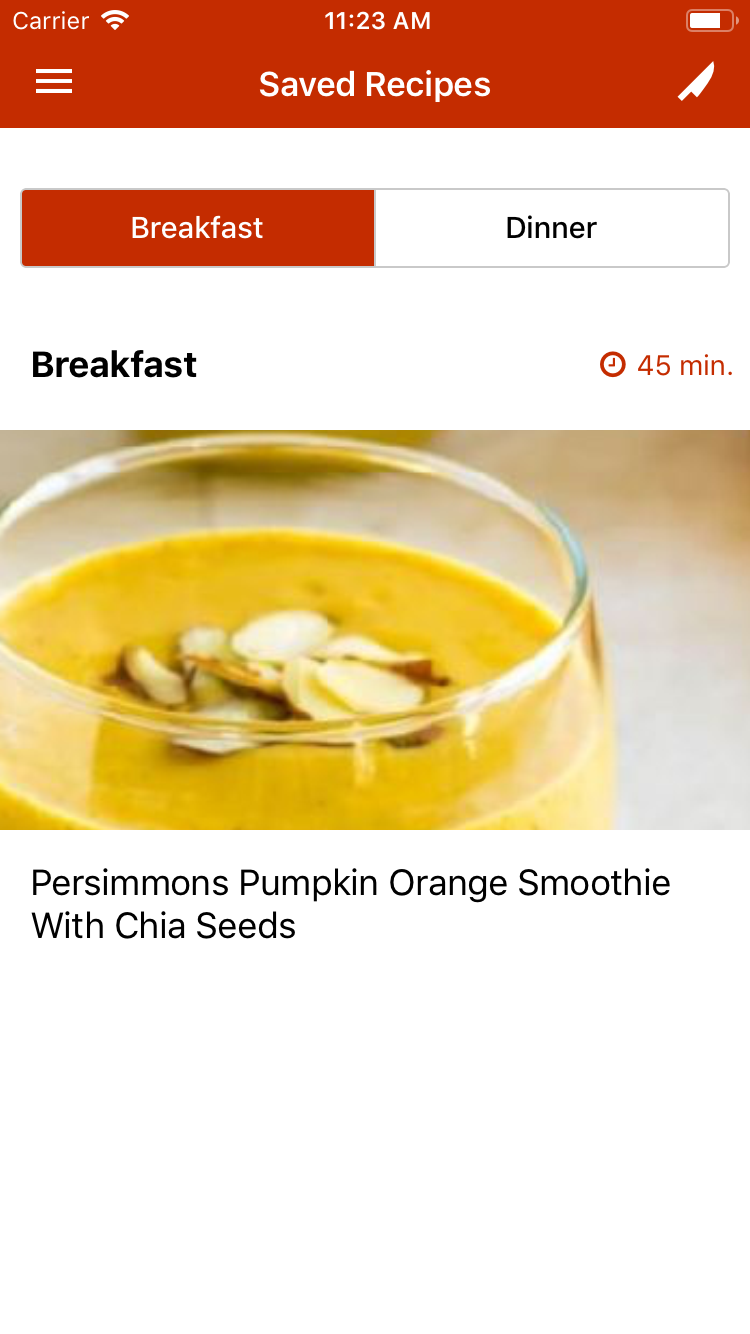 Carrier 11:23 AM
Saved Recipes
Breakfast Dinner
Breakfast 45 min.
Persimmons Pumpkin Orange Smoothie
With Chia Seeds